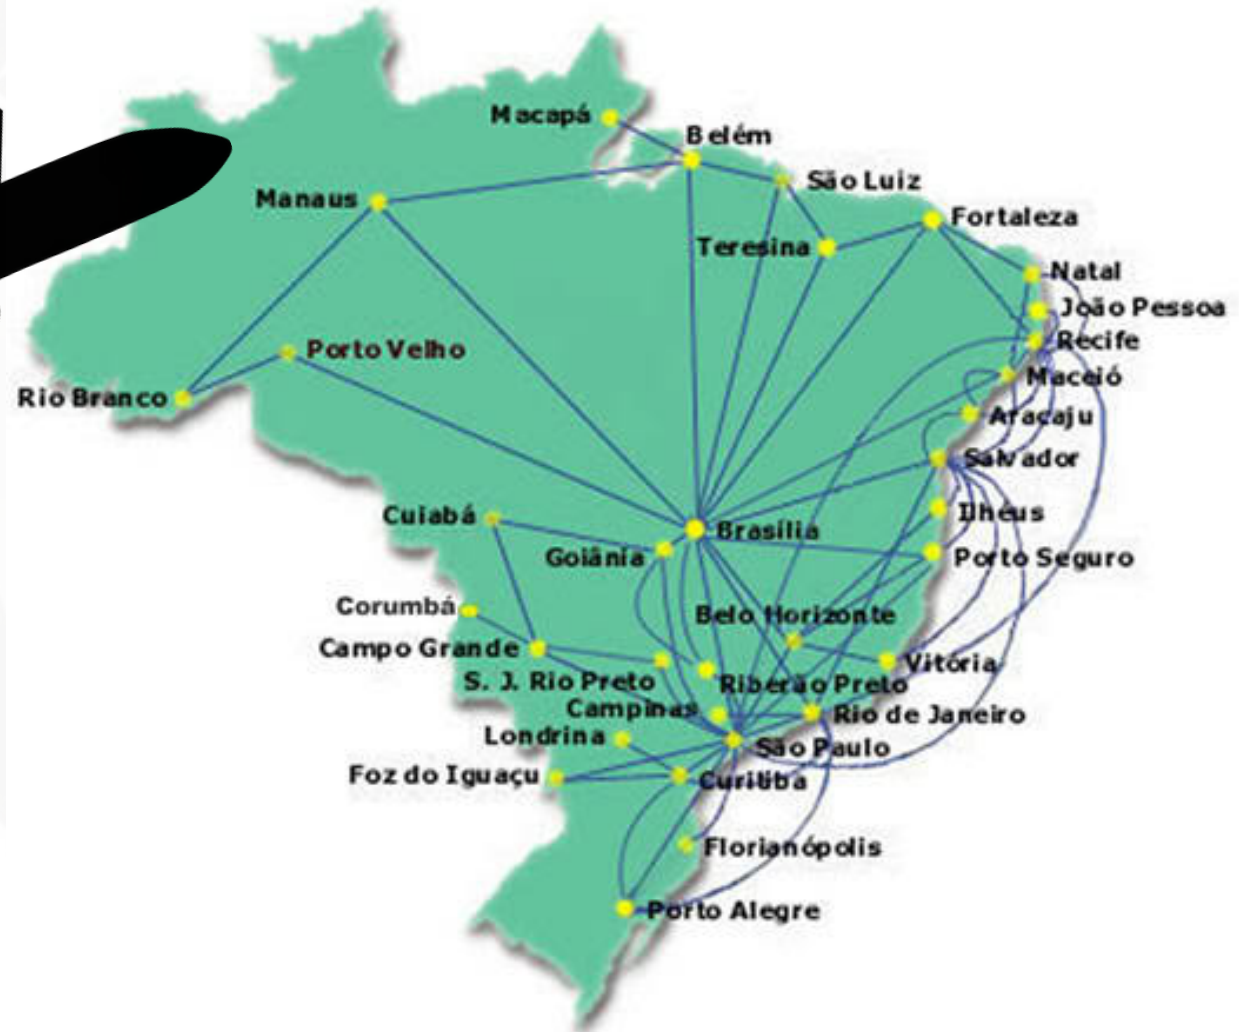 Macapá
Belém
São Luiz
Manaus
Fortaleza
Teresina
Natal
João Pessoa
Recife
Porto Velho
Maceió
Rio Branco
Aracaju
Salvador
Ilhéus
Cuiabá
Brasília
Goiânia
Porto Seguro
Corumbá
Belo Horizonte
Campo Grande
Vitória
S. J. Rio Preto
Riberão Preto
Campinas
Rio de Janeiro
Londrina
São Paulo
Foz do Iguaçu
Curitiba
Florianópolis
Porto Alegre